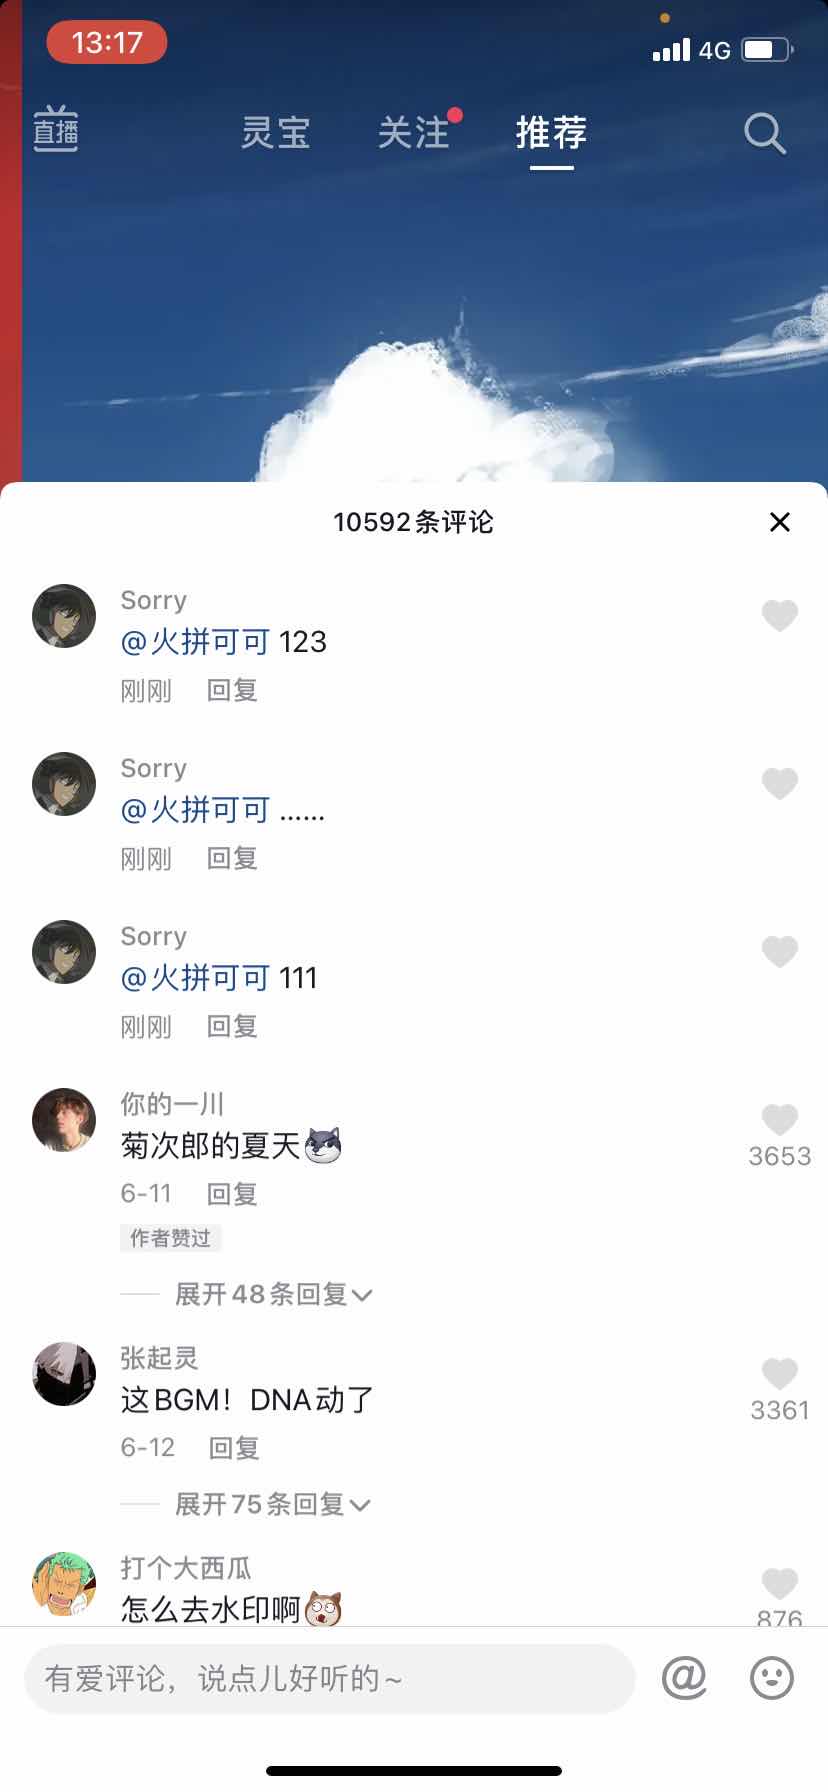 13:17
4G
直播
灵宝
关注
推荐
10592条评论
Sorry
@火拼可可 123
刚刚 回复
Sorry
@火拼可可 ......
刚刚 回复
Sorry
@火拼可可 111
刚刚 回复
你的一川
菊次郎的夏天
3653
6-11 回复
作者赞过
展开48条回复
张起灵
这BGM！DNA动了
3361
6-12 回复
展开75条回复
打个大西瓜
怎么去水印啊
876
有爱评论，说点儿好听的~
@